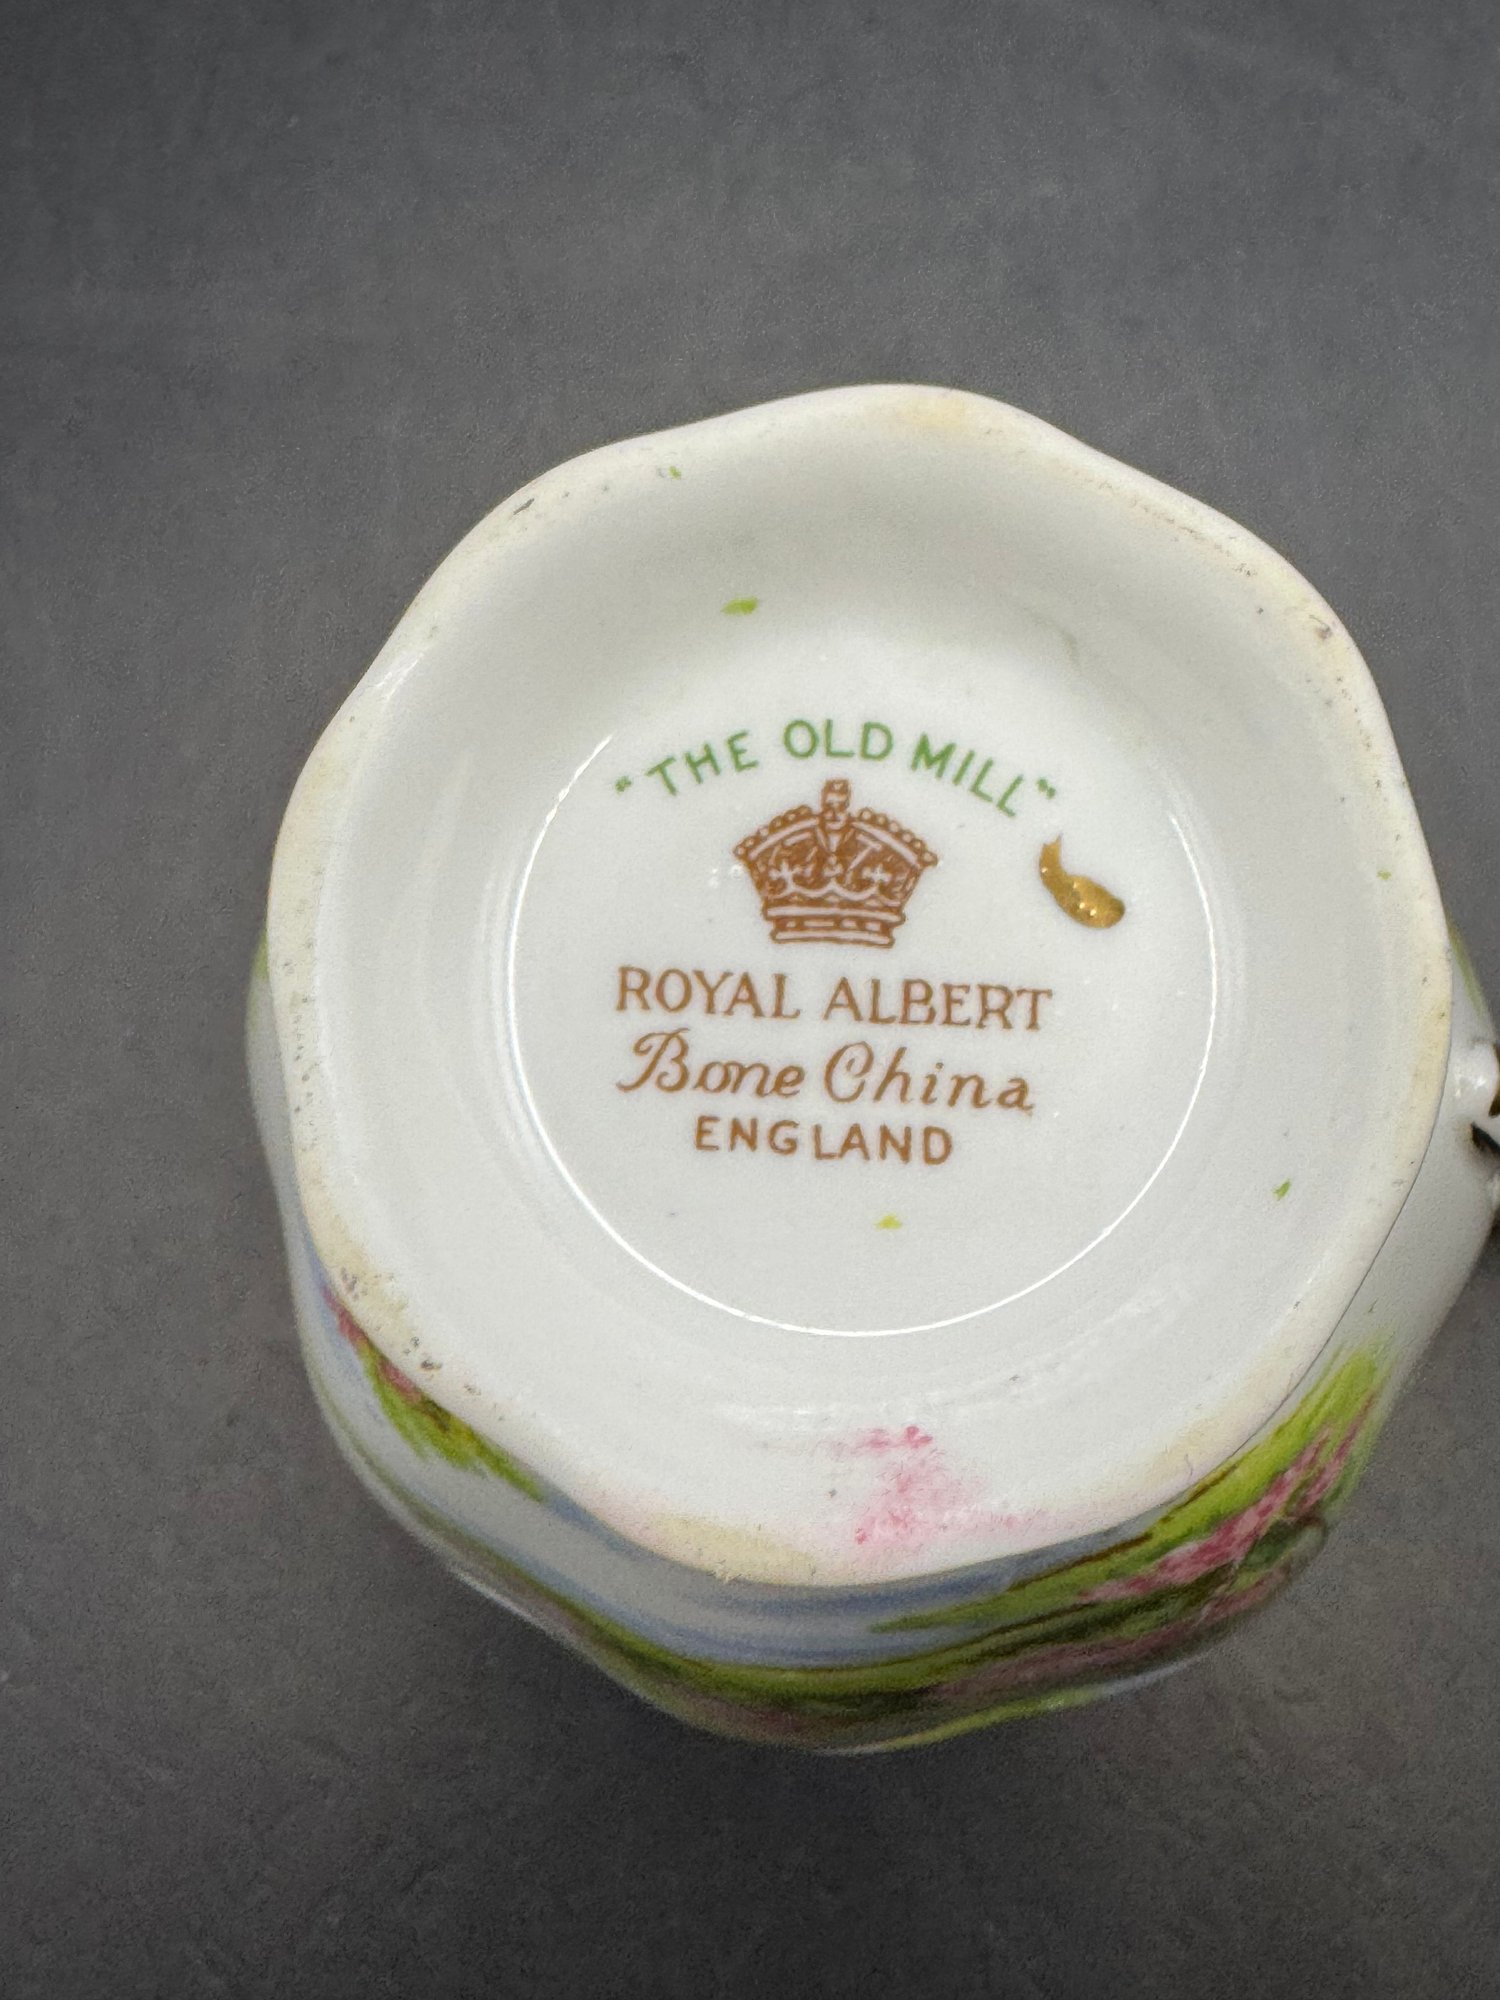 "THE OLD MILL"
ROYAL ALBERT
Bone China
ENGLAND